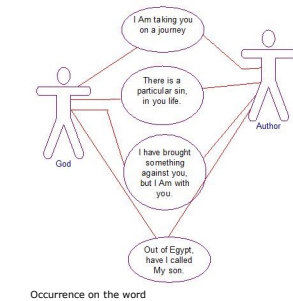 I Am taking you
on a journey
There is a
particular sin,
in you life.
Author
God
I have brought
something
against you,
but I Am with
you.
Out of Egypt,
have I called
My son.
Occurrence on the word